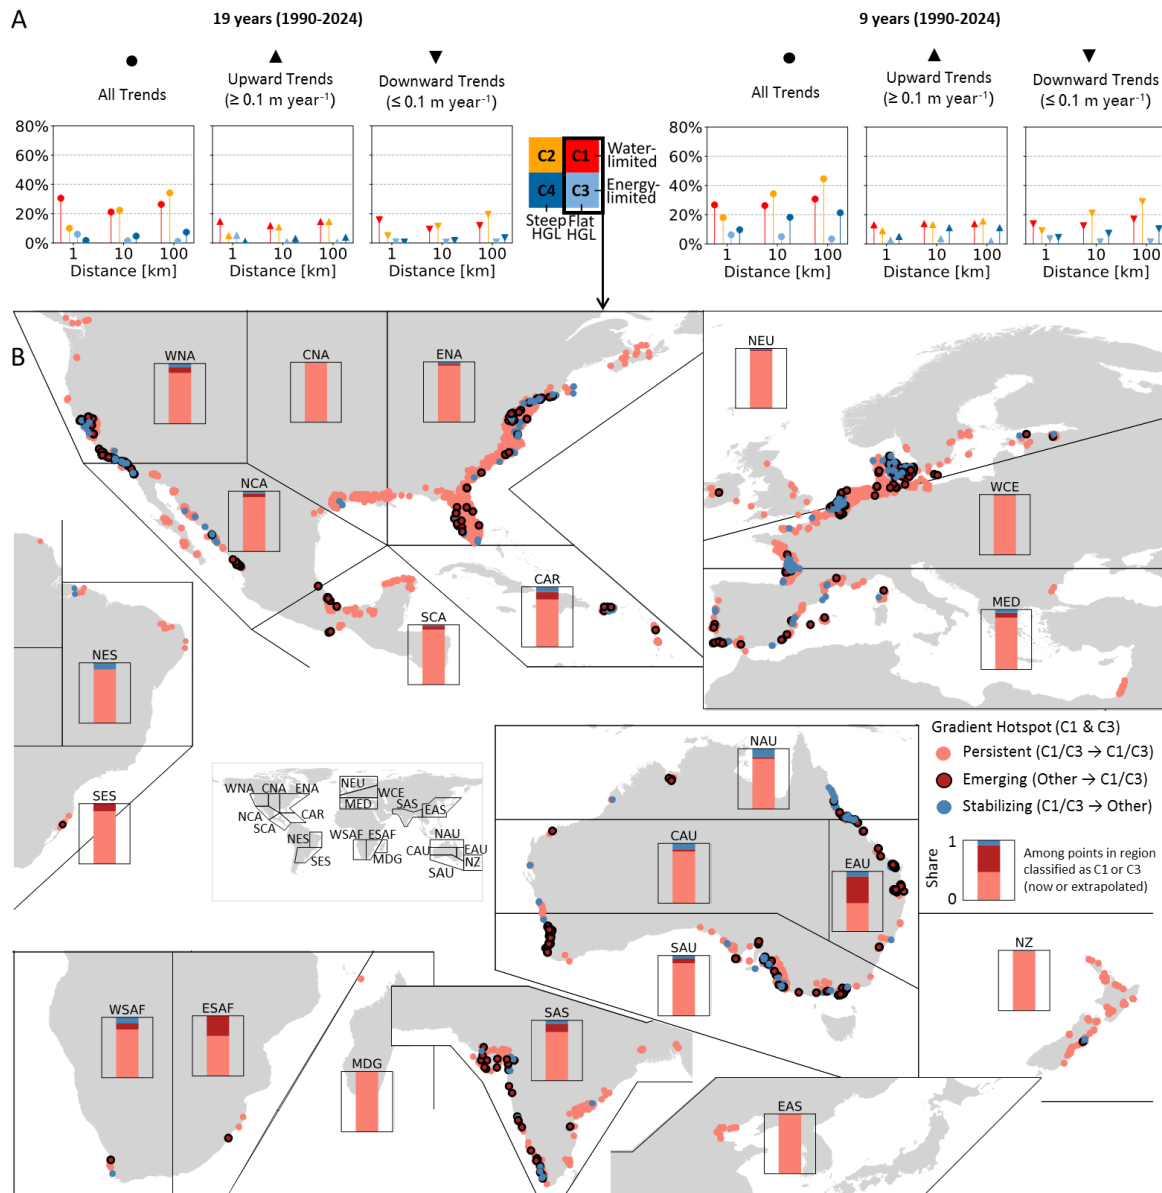 A
19 years (1990-2024)
9 years (1990-2024)
All Trends
Upward Trends
(≥ 0.1 m year⁻¹)
Downward Trends
(≤ 0.1 m year⁻¹)
All Trends
Upward Trends
(≥ 0.1 m year⁻¹)
Downward Trends
(≤ 0.1 m year⁻¹)
80%
60%
40%
20%
0%
1 10 100
Distance [km]
1 10 100
Distance [km]
1 10 100
Distance [km]
C2 C1 Water-limited
C4 C3 Energy-limited
Steep HGL
Flat HGL
80%
60%
40%
20%
0%
1 10 100
Distance [km]
1 10 100
Distance [km]
1 10 100
Distance [km]
B
WNA
CNA
ENA
NEU
NCA
WCE
CAR
SCA
MED
NES
SES
Gradient Hotspot (C1 & C3)
Persistent (C1/C3 → C1/C3)
Emerging (Other → C1/C3)
Stabilizing (C1/C3 → Other)
Share
1
0
Among points in region
classified as C1 or C3
(now or extrapolated)
WNA CNA ENA
NEU
WCE
MED
NCA
CAR
SCA
SAS
EAS
NES
SES
WSAF ESAF
MDG
NAU
CAU
EAU
NZ
SAU
NAU
CAU
EAU
SAU
NZ
WSAF
ESAF
MDG
SAS
EAS